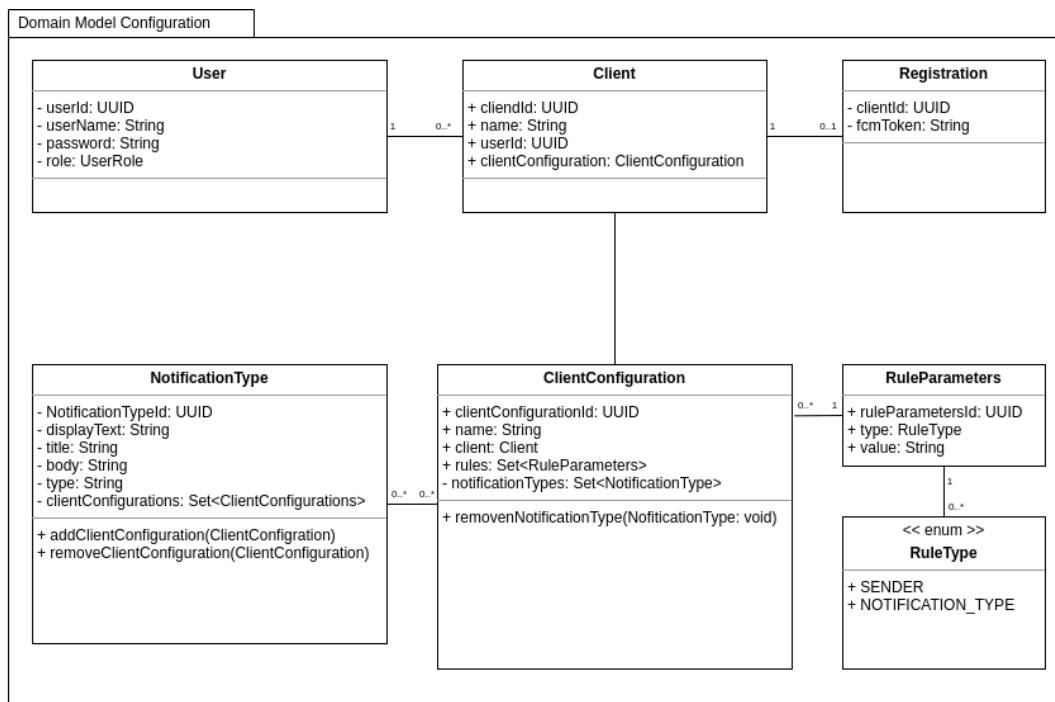 Domain Model Configuration
User
- userId: UUID
- userName: String
- password: String
- role: UserRole
1
0..*
Client
+ cliendId: UUID
+ name: String
+ userId: UUID
+ clientConfiguration: ClientConfiguration
1
0..1
Registration
- clientId: UUID
- fcmToken: String
NotificationType
- NotificationTypeId: UUID
- displayText: String
- title: String
- body: String
- type: String
- clientConfigurations: Set<ClientConfigurations>
+ addClientConfiguration(ClientConfigration)
+ removeClientConfiguration(ClientConfiguration)
0..*
0..*
ClientConfiguration
+ clientConfigurationId: UUID
+ name: String
+ client: Client
+ rules: Set<RuleParameters>
- notificationTypes: Set<NotificationType>
+ removenNotificationType(NofiticationType: void)
0..*
1
RuleParameters
+ ruleParametersId: UUID
+ type: RuleType
+ value: String
1
0..*
<< enum >>
RuleType
+ SENDER
+ NOTIFICATION_TYPE